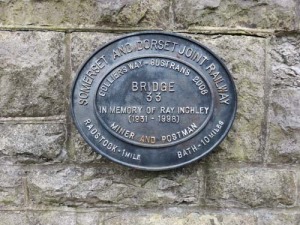 SOMERSET AND DORSET JOINT RAILWAY
COLLIERS WAY - SUSTRANS 2008
BRIDGE
33
IN MEMORY OF RAY INCHLEY
(1931 - 1998)
MINER AND POSTMAN
RADSTOCK - 1 MILE
BATH - 10 MILES